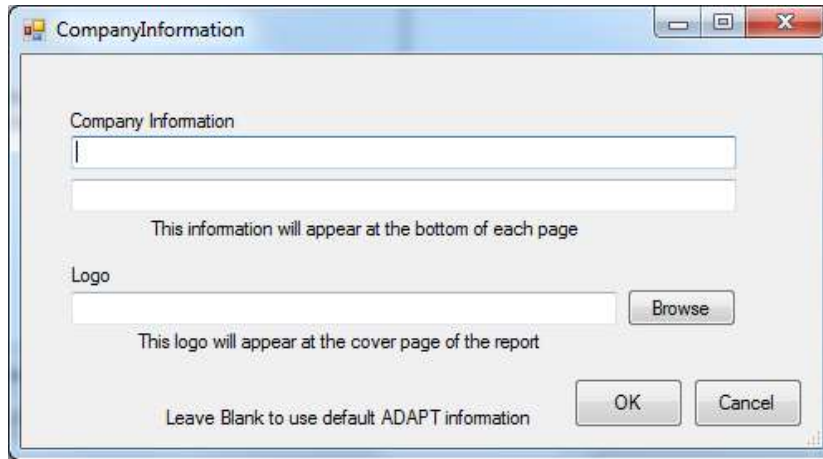 CompanyInformation
Company Information
This information will appear at the bottom of each page
Logo
Browse
This logo will appear at the cover page of the report
Leave Blank to use default ADAPT information
OK
Cancel